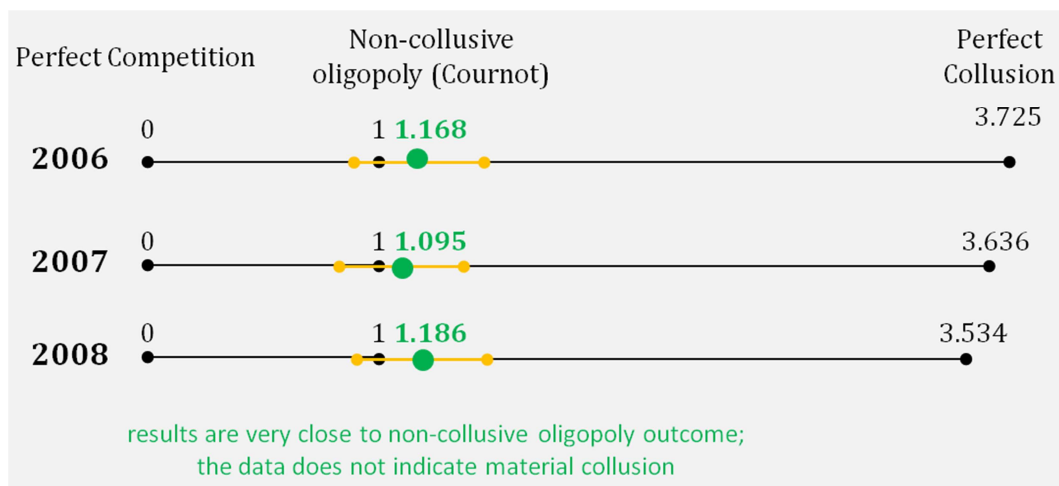 Perfect Competition
Non-collusive
oligopoly (Cournot)
Perfect
Collusion
2006
0
1
1.168
3.725
2007
0
1
1.095
3.636
2008
0
1
1.186
3.534
results are very close to non-collusive oligopoly outcome;
the data does not indicate material collusion